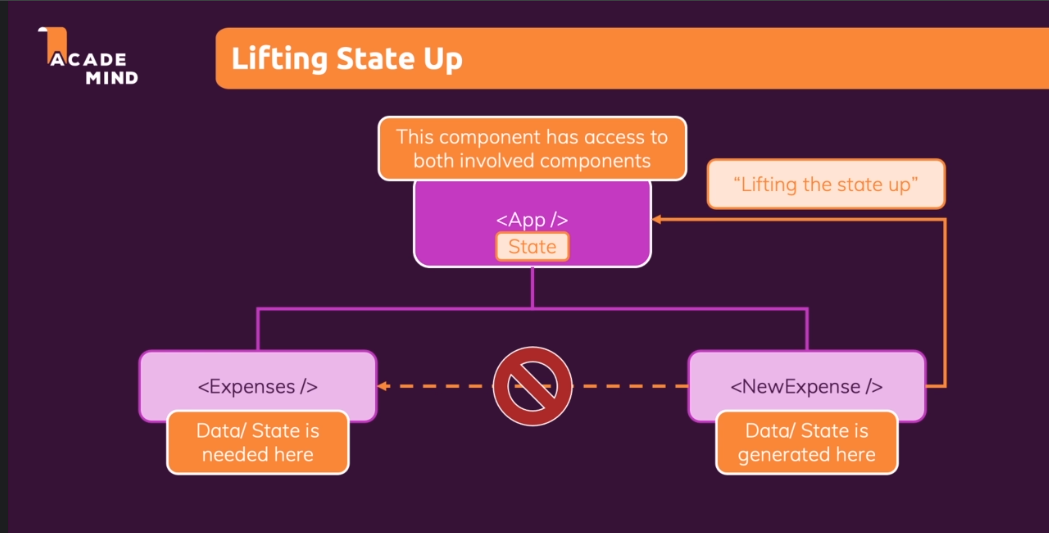 ACADE
MIND
Lifting State Up
This component has access to
both involved components
“Lifting the state up”
<App />
State
<Expenses />
<NewExpense />
Data/ State is
needed here
Data/ State is
generated here